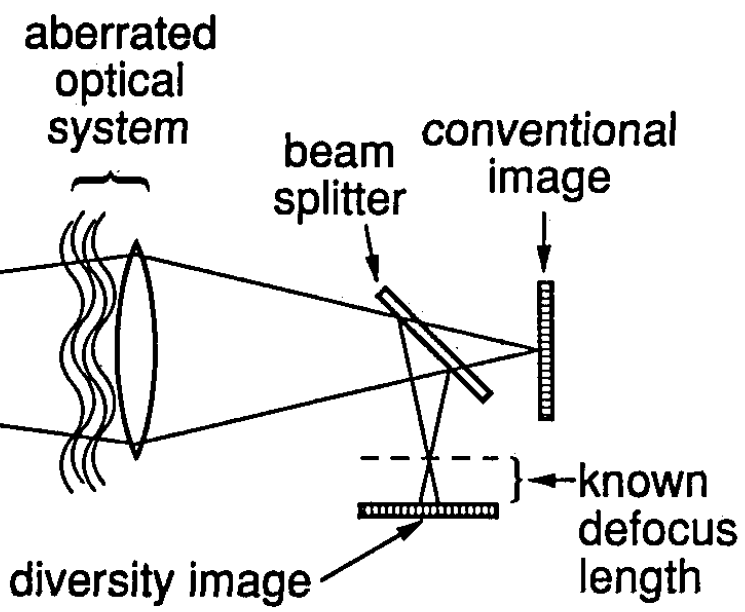 aberrated
optical
system
beam
splitter
conventional
image
known
defocus
length
diversity image